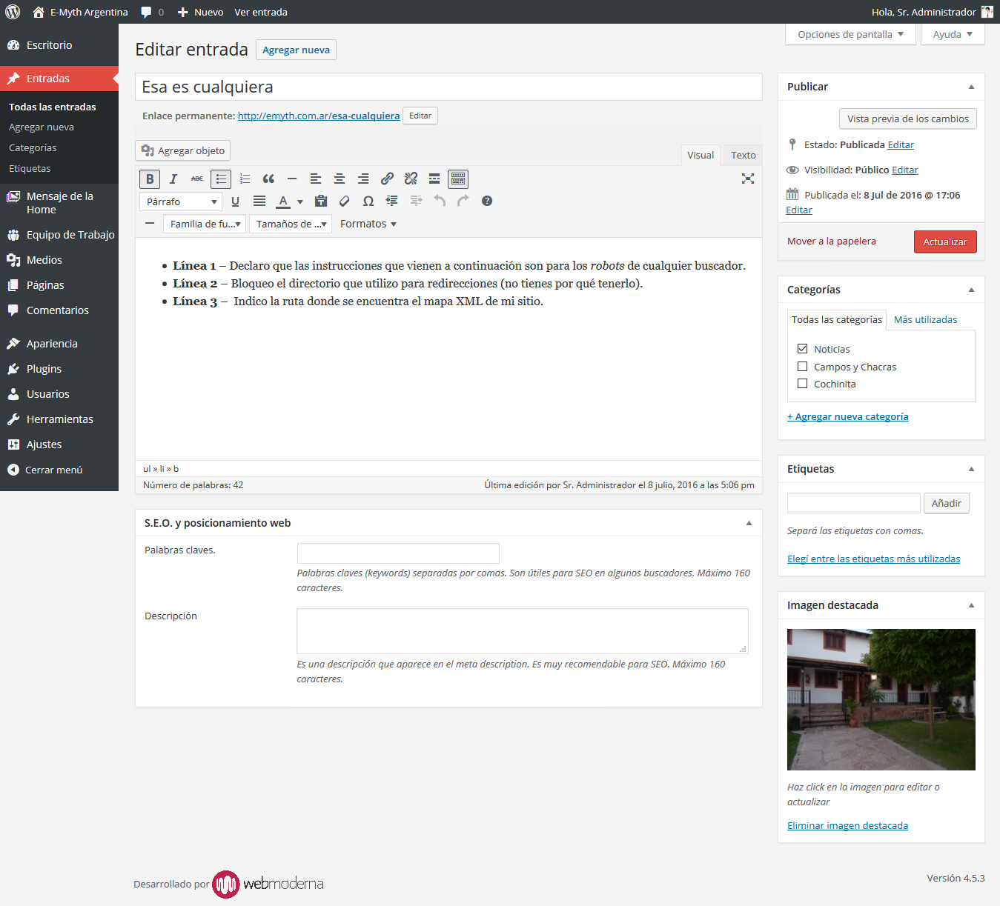 E-Myth Argentina 0 Nuevo Ver entrada Hola, Sr. Administrador
Escritorio
Entradas
Todas las entradas
Agregar nueva
Categorías
Etiquetas
Mensaje de la
Home
Equipo de Trabajo
Medios
Páginas
Comentarios
Apariencia
Plugins
Usuarios
Herramientas
Ajustes
Cerrar menú
Opciones de pantalla Ayuda
Editar entrada Agregar nueva
Esa es cualquiera
Enlace permanente: http://emyth.com.ar/esa-cualquiera Editar
Agregar objeto
Visual Texto
B I ABC
Párrafo U A Ω
Familia de fu... Tamaños de ... Formatos
Línea 1 – Declaro que las instrucciones que vienen a continuación son para los robots de cualquier buscador.
Línea 2 – Bloqueo el directorio que utilizo para redirecciones (no tienes por qué tenerlo).
Línea 3 – Indico la ruta donde se encuentra el mapa XML de mi sitio.
ul » li » b
Número de palabras: 42 Última edición por Sr. Administrador el 8 julio, 2016 a las 5:06 pm
S.E.O. y posicionamiento web
Palabras claves.
Palabras claves (keywords) separadas por comas. Son útiles para SEO en algunos buscadores. Máximo 160
caracteres.
Descripción
Es una descripción que aparece en el meta description. Es muy recomendable para SEO. Máximo 160
caracteres.
Publicar
Vista previa de los cambios
Estado: Publicada Editar
Visibilidad: Público Editar
Publicada el: 8 Jul de 2016 @ 17:06
Editar
Mover a la papelera Actualizar
Categorías
Todas las categorías Más utilizadas
Noticias
Campos y Chacras
Cochinita
+ Agregar nueva categoría
Etiquetas
Añadir
Separá las etiquetas con comas.
Elegí entre las etiquetas más utilizadas
Imagen destacada
Haz click en la imagen para editar o
actualizar
Eliminar imagen destacada
Desarrollado por webmoderna
Versión 4.5.3